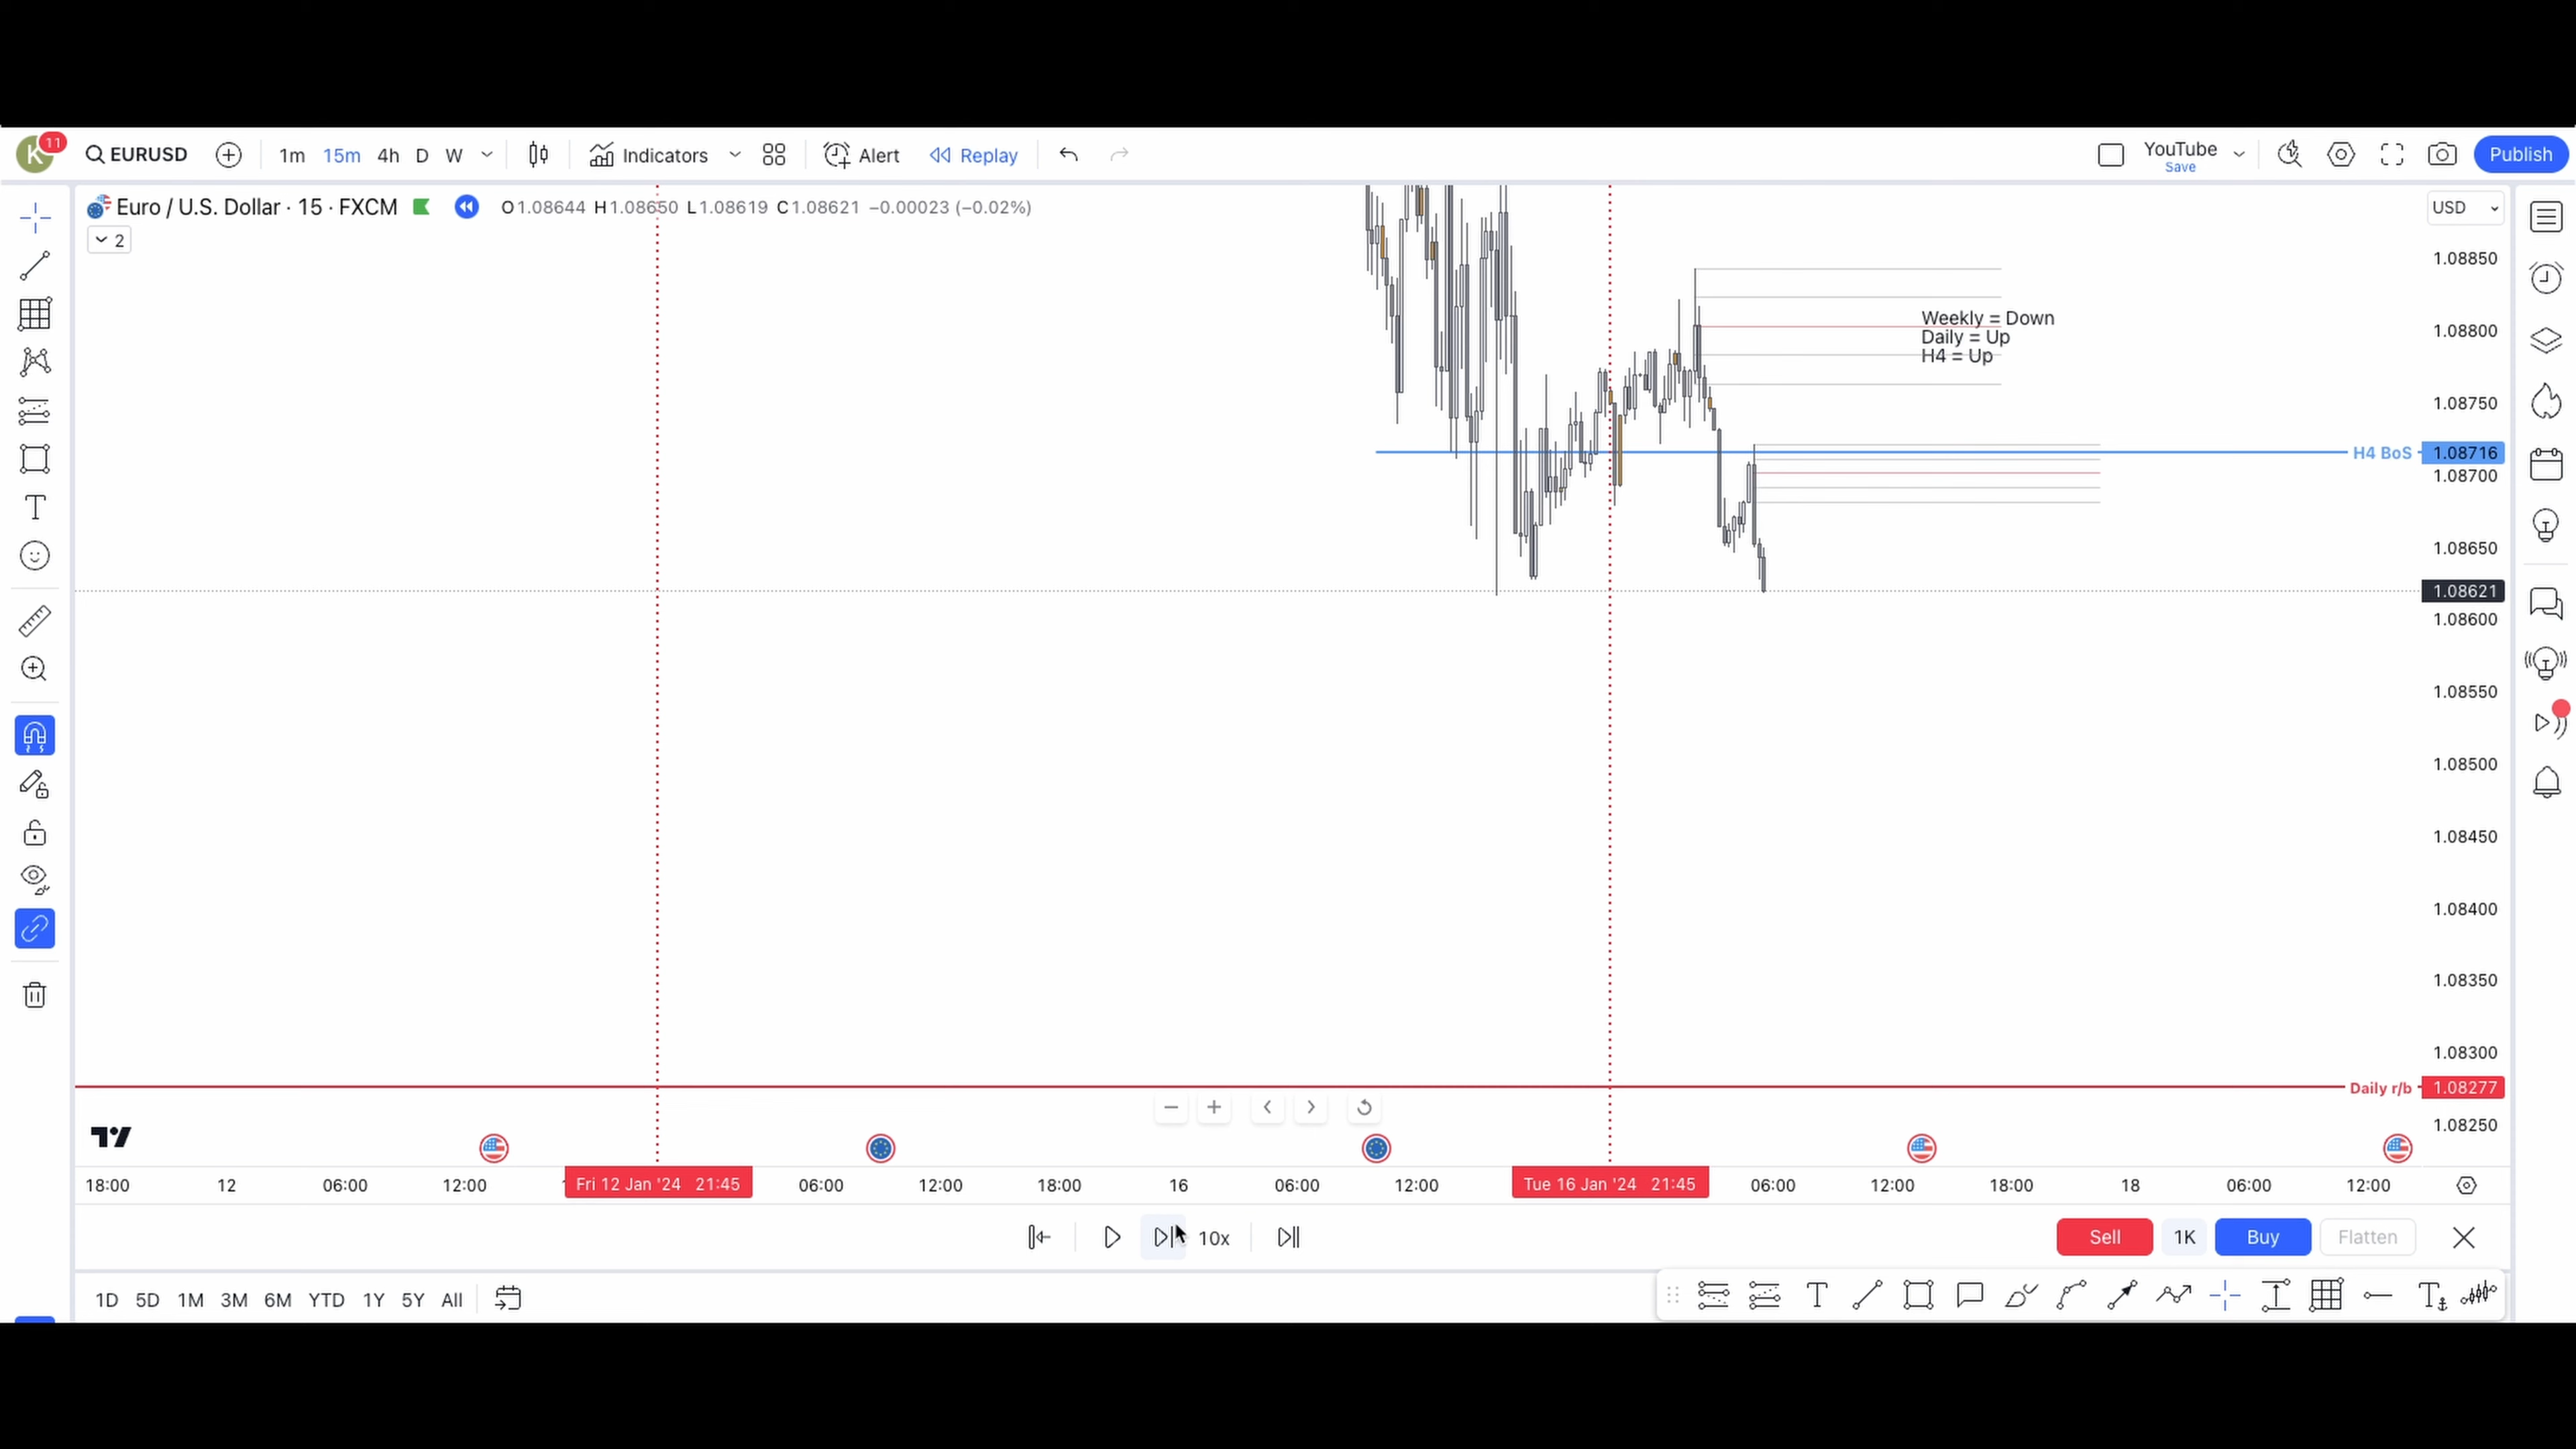 K 11 EURUSD 1m 15m 4h D W Indicators Alert Replay YouTube Save Publish
Euro / U.S. Dollar · 15 · FXCM O1.08644 H1.08650 L1.08619 C1.08621 −0.00023 (−0.02%) USD
2
1.08850
Weekly = Down
1.08800
Daily = Up
H4 = Up
1.08750
H4 BoS 1.08716
1.08700
1.08650
1.08621
1.08600
1.08550
1.08500
1.08450
1.08400
1.08350
1.08300
Daily r/b 1.08277
1.08250
18:00 12 06:00 12:00 Fri 12 Jan '24 21:45 06:00 12:00 18:00 16 06:00 12:00 Tue 16 Jan '24 21:45 06:00 12:00 18:00 18 06:00 12:00
10x Sell 1K Buy Flatten
1D 5D 1M 3M 6M YTD 1Y 5Y All